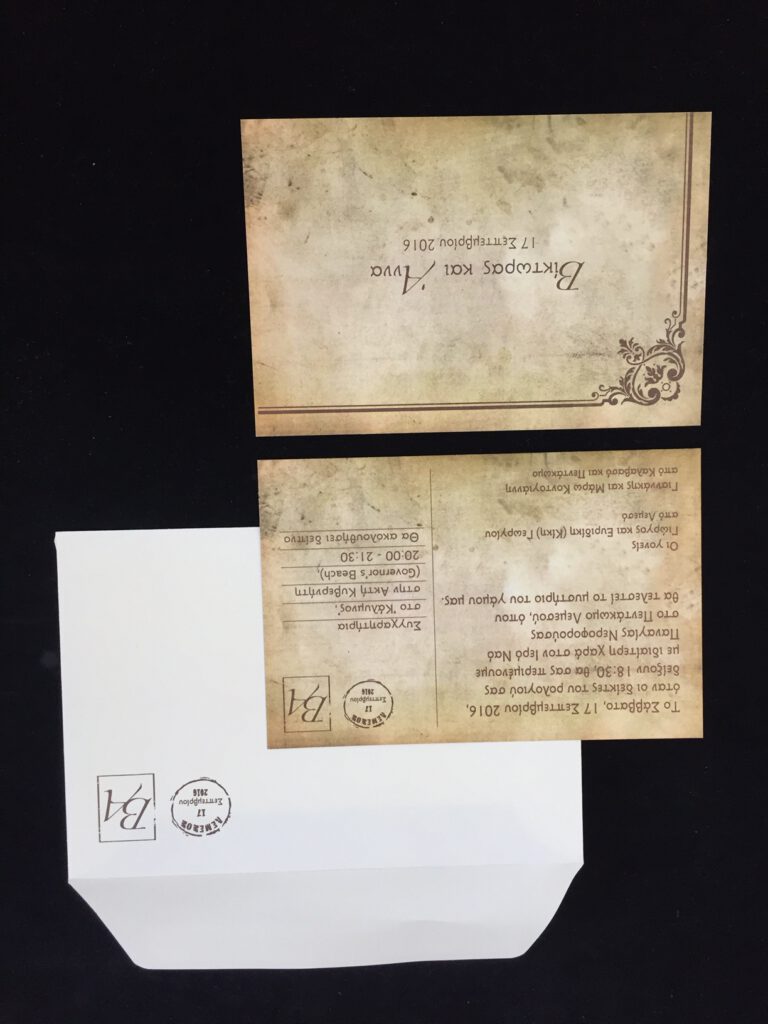 Βίκτωρας και Άννα
17 Σεπτεμβρίου 2016
Το Σάββατο, 17 Σεπτεμβρίου 2016,
όταν οι δείκτες του ρολογιού σας
δείξουν 18:30, θα σας περιμένουμε
με ιδιαίτερη χαρά στον Ιερό Ναό
Παναγίας Νεροφορούσας
στο Πεντάκωμο Λεμεσού, όπου
θα τελεστεί το μυστήριο του γάμου μας.
Οι γονείς
Γιώργος και Ευριδίκη (Κίκη) Γεωργίου
από Λεμεσό
Γιαννάκης και Μάρω Κοντογιάννη
από Καλαβασό και Πεντάκωμο
ΛΕΜΕΣΟΣ
17
Σεπτεμβρίου
2016
ΒΑ
Συγχαρητήρια
στο 'Κάλυμνος',
στην Ακτή Κυβερνήτη
(Governor's Beach),
20:00 - 21:30
Θα ακολουθήσει δείπνο
ΛΕΜΕΣΟΣ
17
Σεπτεμβρίου
2016
ΒΑ